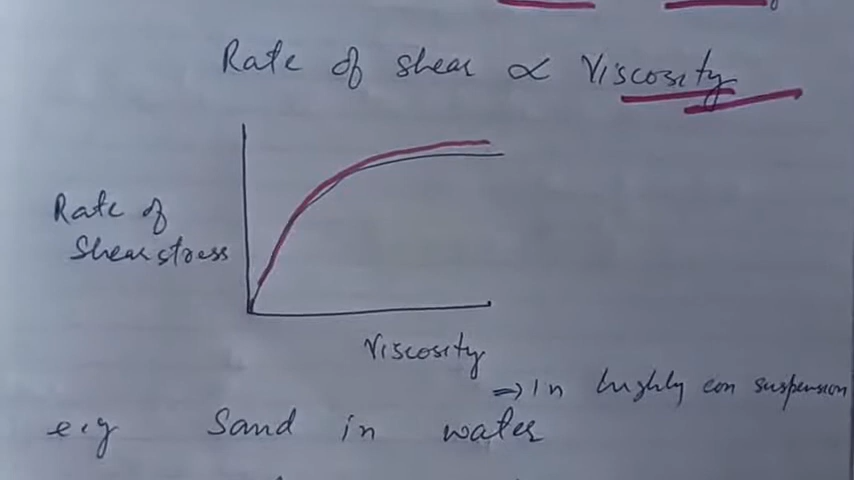 Rate of shear ∝ Viscosity
Rate of
Shear stress
Viscosity
⇒ In highly con suspension
e.g Sand in water